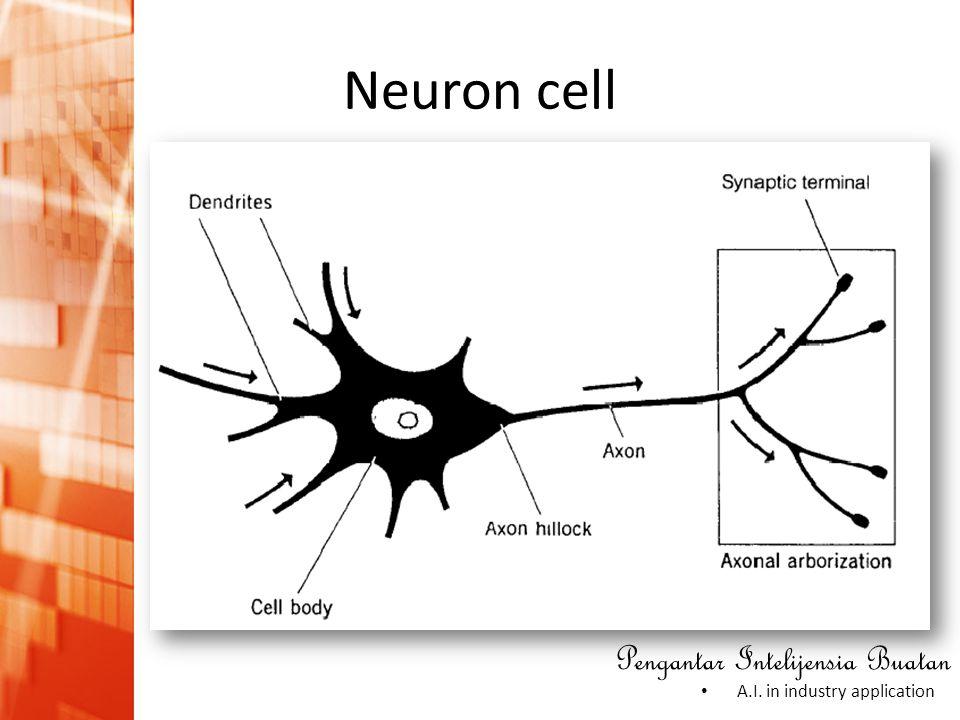 Neuron cell
Synaptic terminal
Dendrites
Axon
Axon hillock
Axonal arborization
Cell body
Pengantar Intelijensia Buatan
• A.I. in industry application